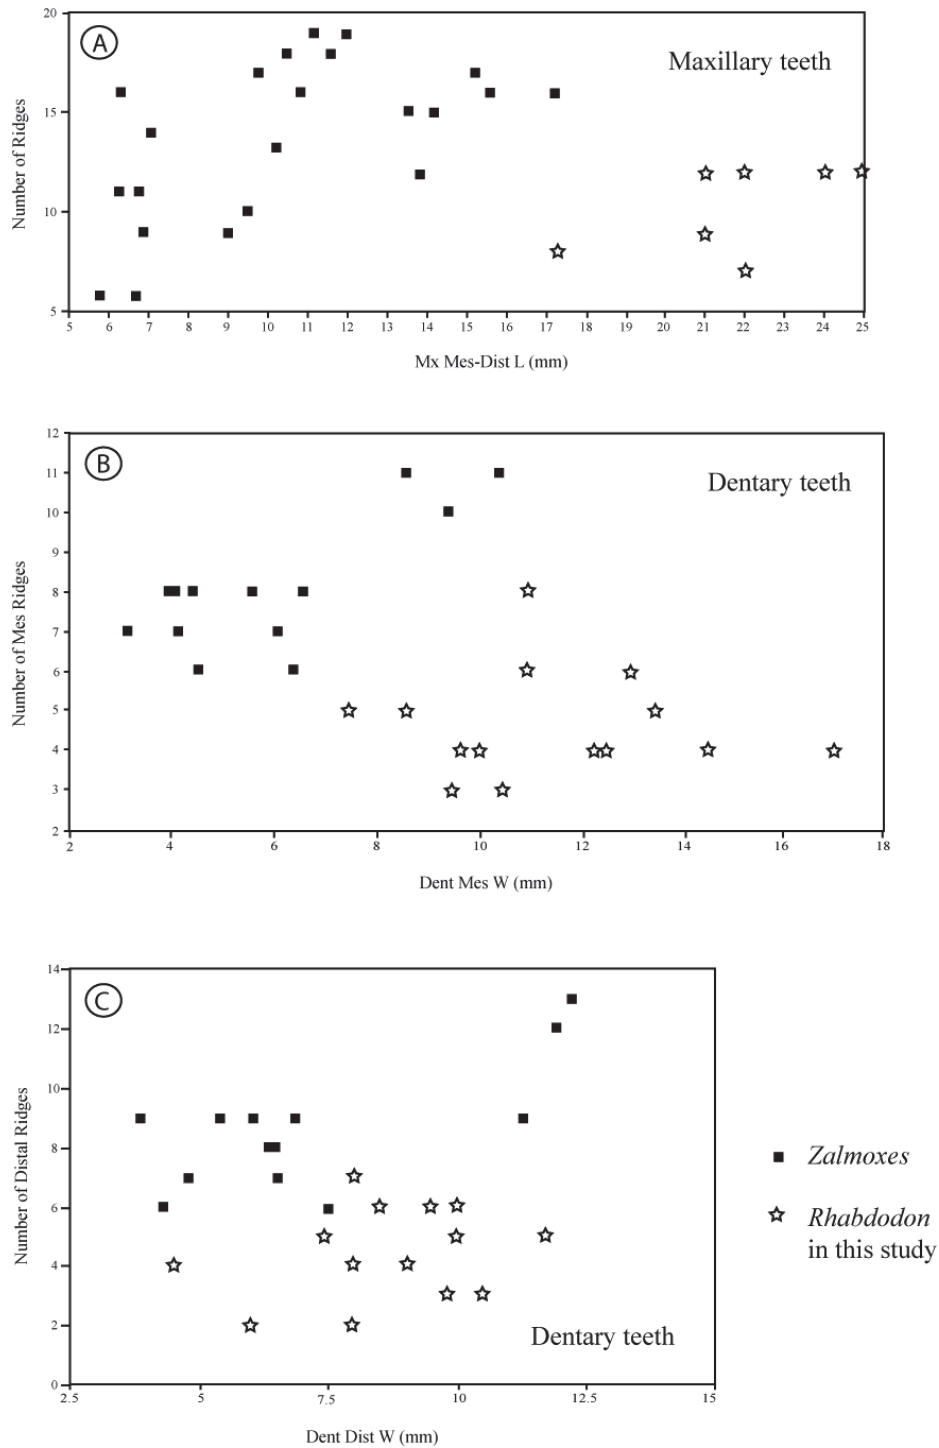 20
A
Maxillary teeth
15
Number of Ridges
10
5
5 6 7 8 9 10 11 12 13 14 15 16 17 18 19 20 21 22 23 24 25
Mx Mes-Dist L (mm)
12
B
Dentary teeth
11
10
9
8
Number of Mes Ridges
7
6
5
4
3
2
2 4 6 8 10 12 14 16 18
Dent Mes W (mm)
14
C
12
10
Number of Distal Ridges
8
Zalmoxes
6
Rhabdodon
in this study
4
2
Dentary teeth
0
2.5 5 7.5 10 12.5 15
Dent Dist W (mm)